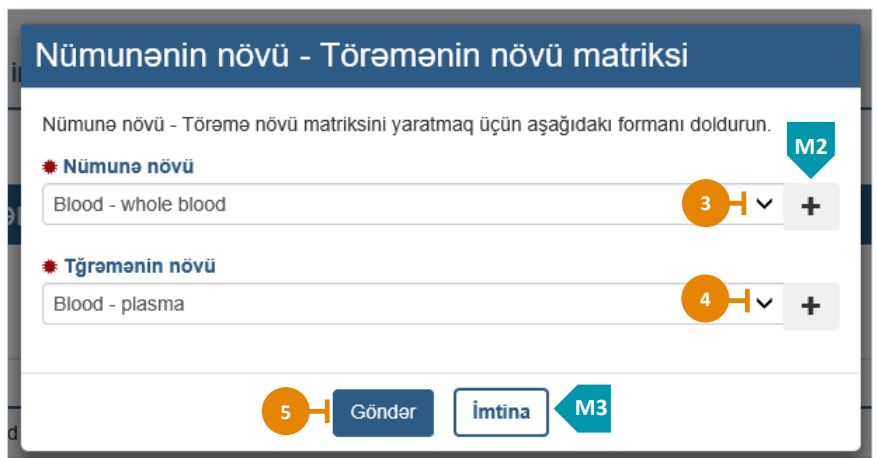 Nümunənin növü - Törəmənin növü matriksi
Nümunə növü - Törəmə növü matriksini yaratmaq üçün aşağıdakı formanı doldurun.
M2
Nümunə növü
Blood - whole blood
3
+
Tğrəmənin növü
Blood - plasma
4
+
5
Göndər
İmtina
M3